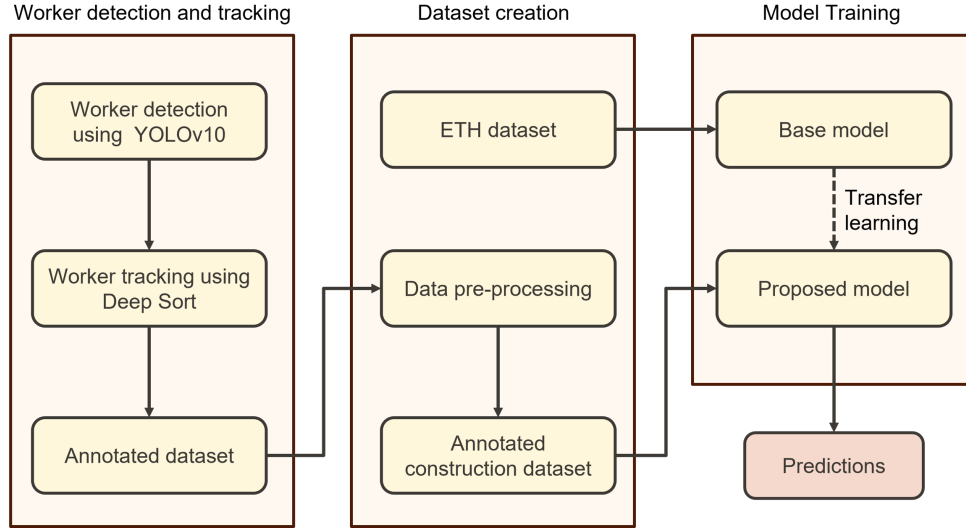 Worker detection and tracking
Worker detection
using YOLOv10
Worker tracking using
Deep Sort
Annotated dataset
Dataset creation
ETH dataset
Data pre-processing
Annotated
construction dataset
Model Training
Base model
Transfer
learning
Proposed model
Predictions